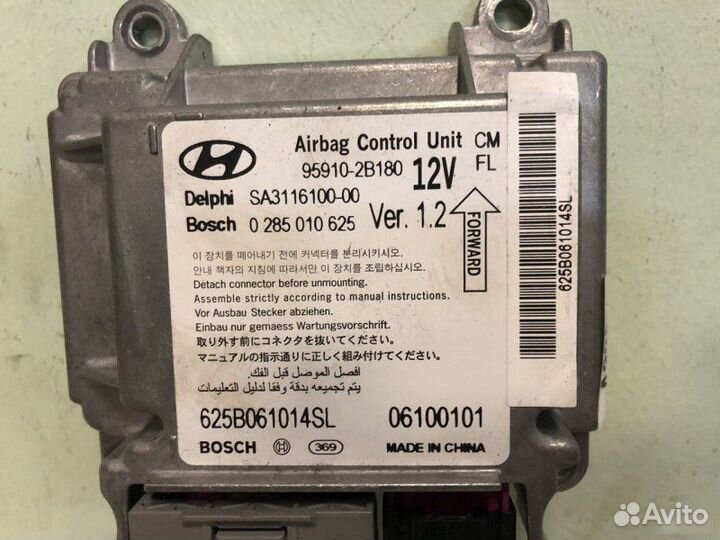 Airbag Control Unit CM
95910-2B180 12V FL
Delphi SA3116100-00
Bosch 0 285 010 625 Ver. 1.2
FORWARD
이 장치를 떼어내기 전에 커넥터를 분리시키시오.
안내 책자의 지침에 따라서만 이 장치를 조립하십시오.
Detach connector before unmounting.
Assemble strictly according to manual instructions.
Vor Ausbau Stecker abziehen.
Einbau nur gemaess Wartungsvorschrift.
取り外す前にコネクタを抜いてください。
マニュアルの指示通りに正しく組み付けてください。
افصل الموصل قبل الفك.
يتم تجميعه بدقة وفقا لدليل التعليمات
625B061014SL 06100101
BOSCH 369 MADE IN CHINA
625B061014SL
Avito